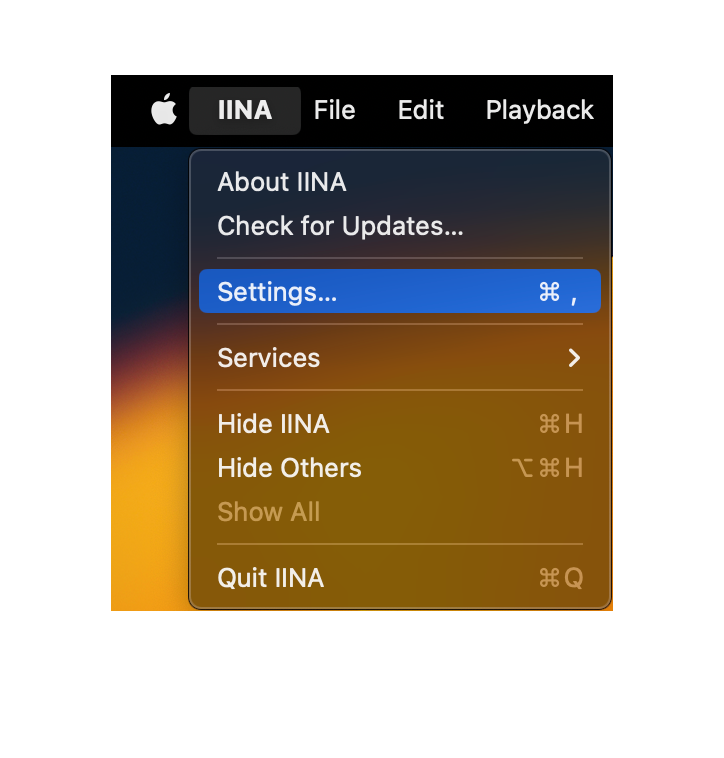 IINA File Edit Playback
About IINA
Check for Updates...
Settings... ⌘ ,
Services
Hide IINA ⌘H
Hide Others ⌥⌘H
Show All
Quit IINA ⌘Q